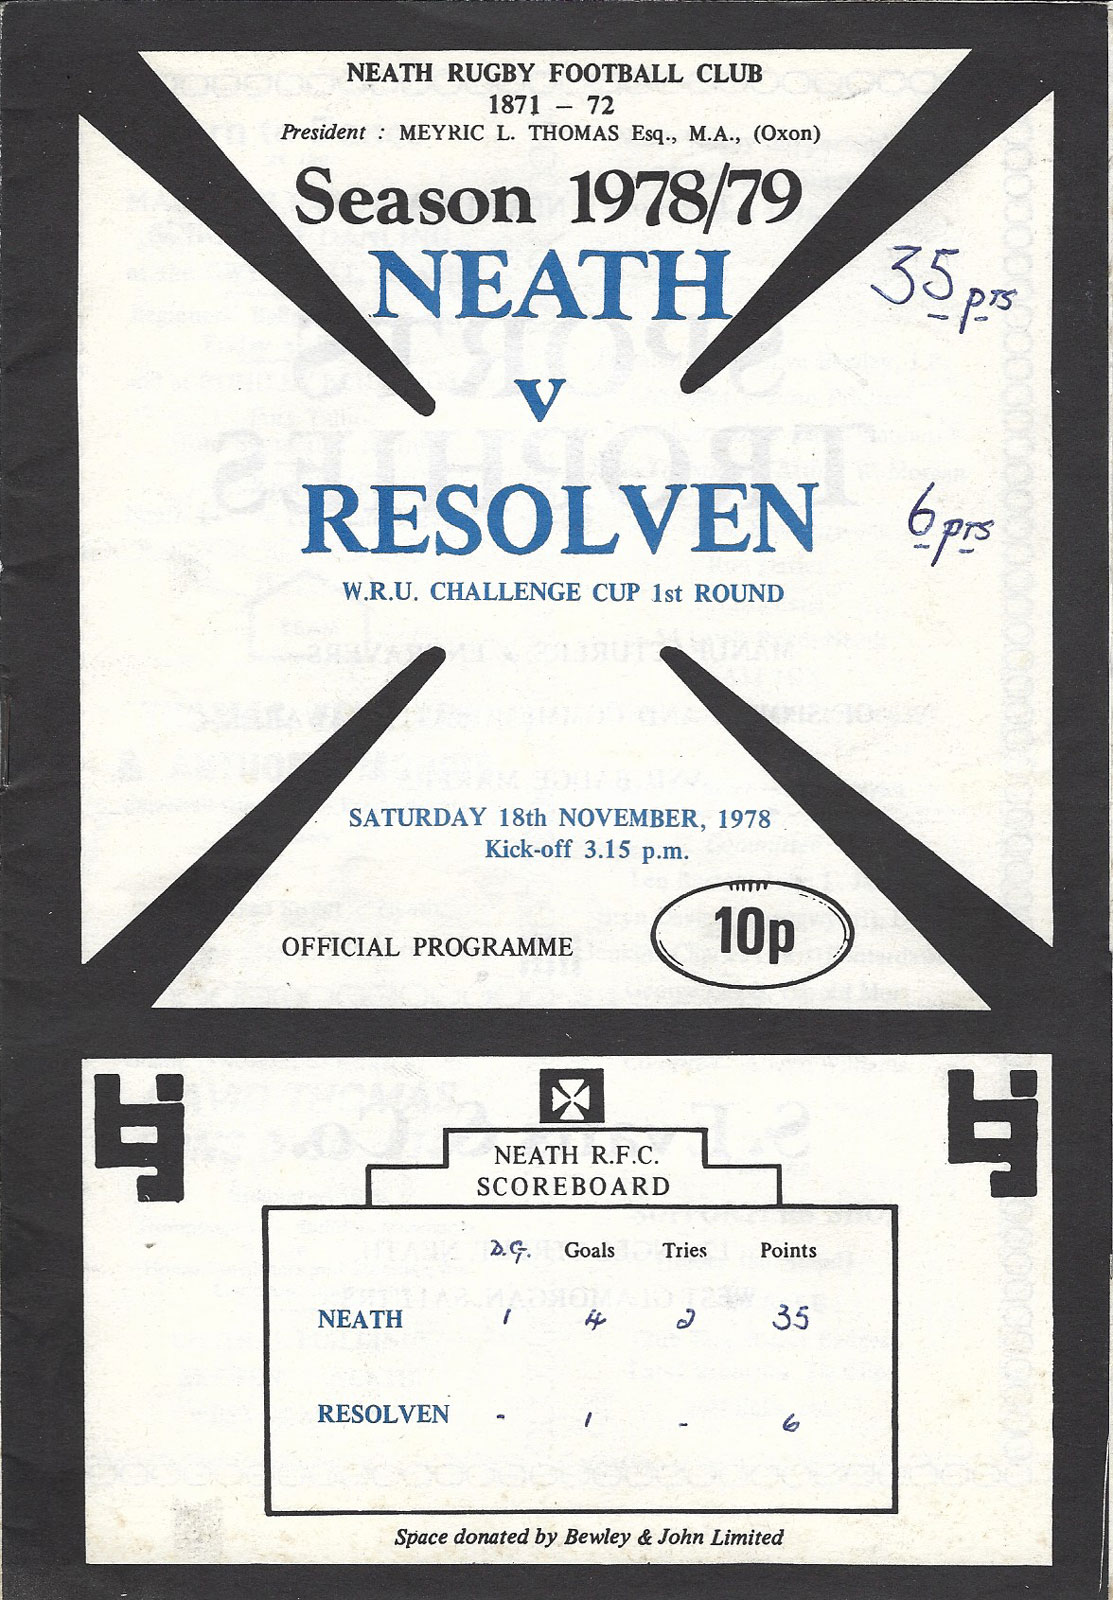 NEATH RUGBY FOOTBALL CLUB
1871 – 72
President : MEYRIC L. THOMAS Esq., M.A., (Oxon)
Season 1978/79
NEATH 35 pts
v
RESOLVEN 6 pts
W.R.U. CHALLENGE CUP 1st ROUND
SATURDAY 18th NOVEMBER, 1978
Kick-off 3.15 p.m.
OFFICIAL PROGRAMME 10p
NEATH R.F.C.
SCOREBOARD
D.G. Goals Tries Points
NEATH 1 4 2 35
RESOLVEN - 1 - 6
Space donated by Bewley & John Limited